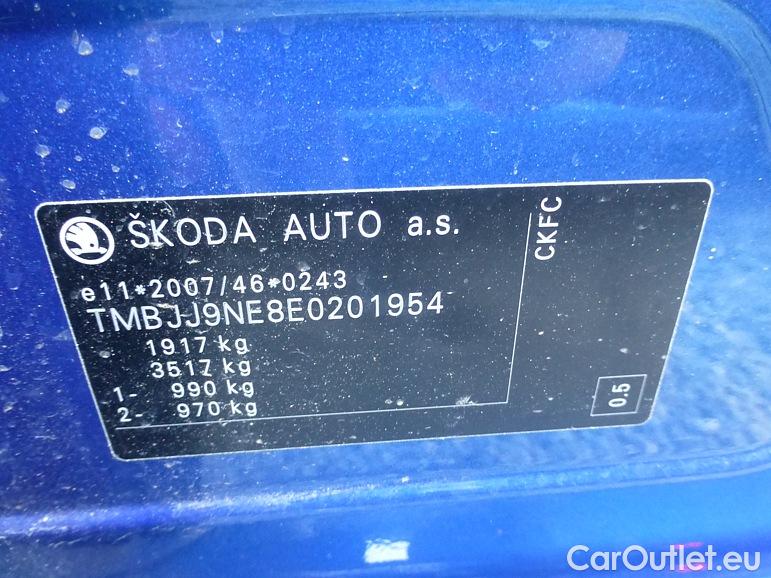 ŠKODA AUTO a.s.
e11*2007/46*0243
TMBJJ9NE8E0201954
1917 kg
3517 kg
1- 990 kg
2- 970 kg
CKFC
0.5
CarOutlet.eu